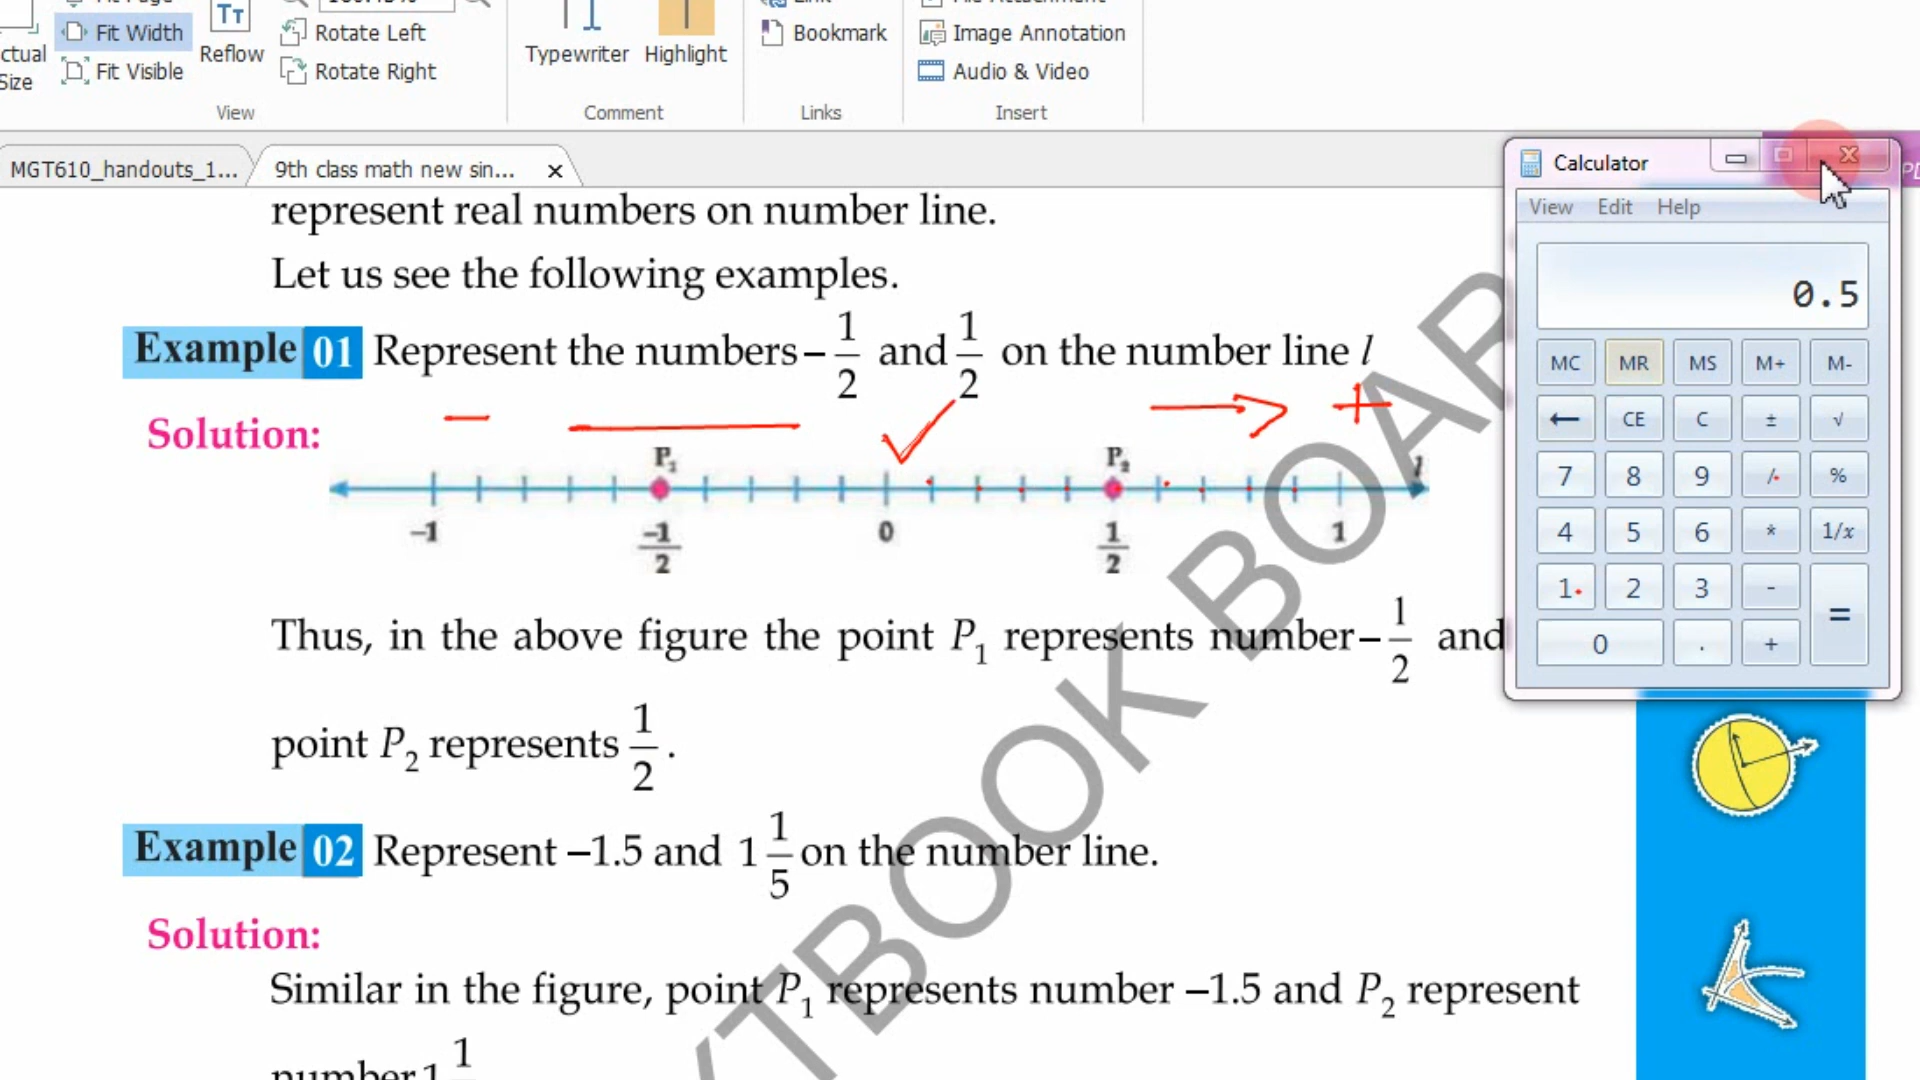 Fit Width
Reflow
Rotate Left
Fit Visible
Rotate Right
Size
View
Typewriter
Highlight
Comment
Bookmark
Links
Image Annotation
Audio & Video
Insert
MGT610_handouts_1...
9th class math new sin...
represent real numbers on number line.
Let us see the following examples.
Example 01 Represent the numbers –1/2 and 1/2 on the number line l
Solution:
− +
P₁ P₂ l
–1 –1/2 0 1/2 1
Thus, in the above figure the point P₁ represents number –1/2 and
point P₂ represents 1/2.
Example 02 Represent –1.5 and 1 1/5 on the number line.
Solution:
Similar in the figure, point P₁ represents number –1.5 and P₂ represent
number 1
Calculator
View Edit Help
0.5
MC MR MS M+ M-
← CE C ± √
7 8 9 / %
4 5 6 * 1/x
1 2 3 - =
0 . +